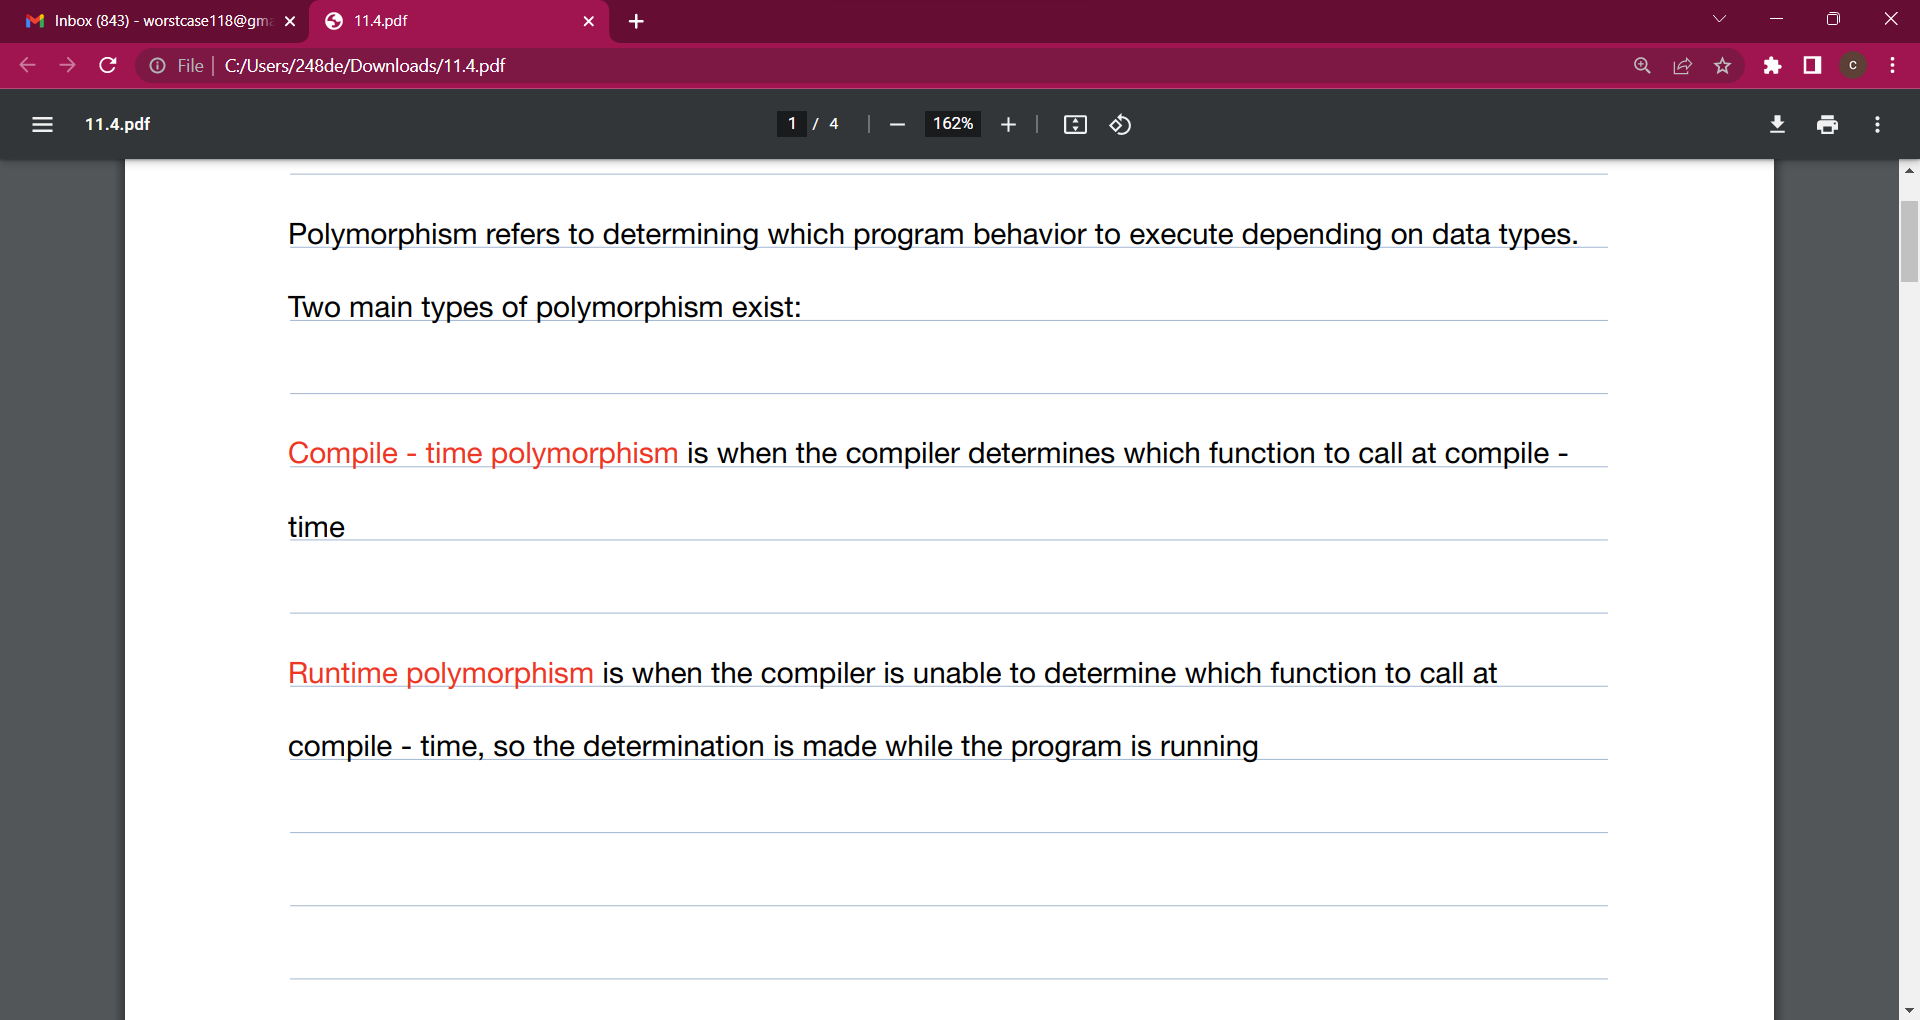 Inbox (843) - worstcase118@gma
11.4.pdf
File
C:/Users/248de/Downloads/11.4.pdf
C
11.4.pdf
1 / 4
162%
Polymorphism refers to determining which program behavior to execute depending on data types.
Two main types of polymorphism exist:
Compile - time polymorphism is when the compiler determines which function to call at compile -
time
Runtime polymorphism is when the compiler is unable to determine which function to call at
compile - time, so the determination is made while the program is running